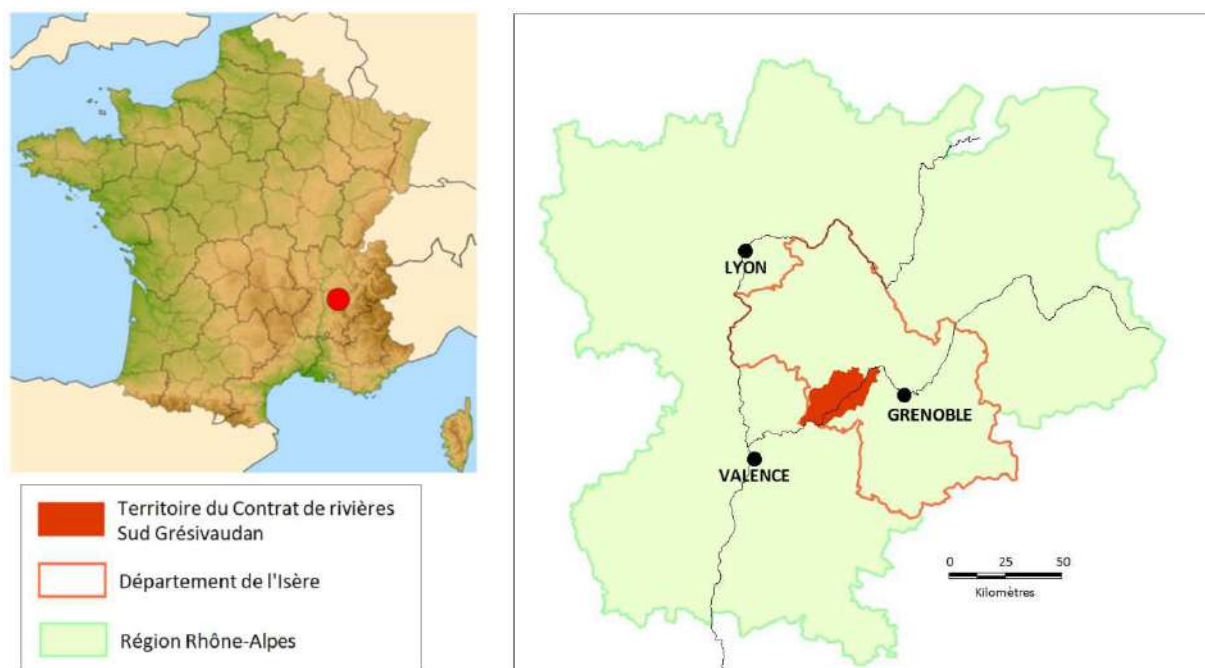 LYON
GRENOBLE
VALENCE
Territoire du Contrat de rivières
Sud Grésivaudan
Département de l'Isère
Région Rhône-Alpes
0 25 50
Kilomètres